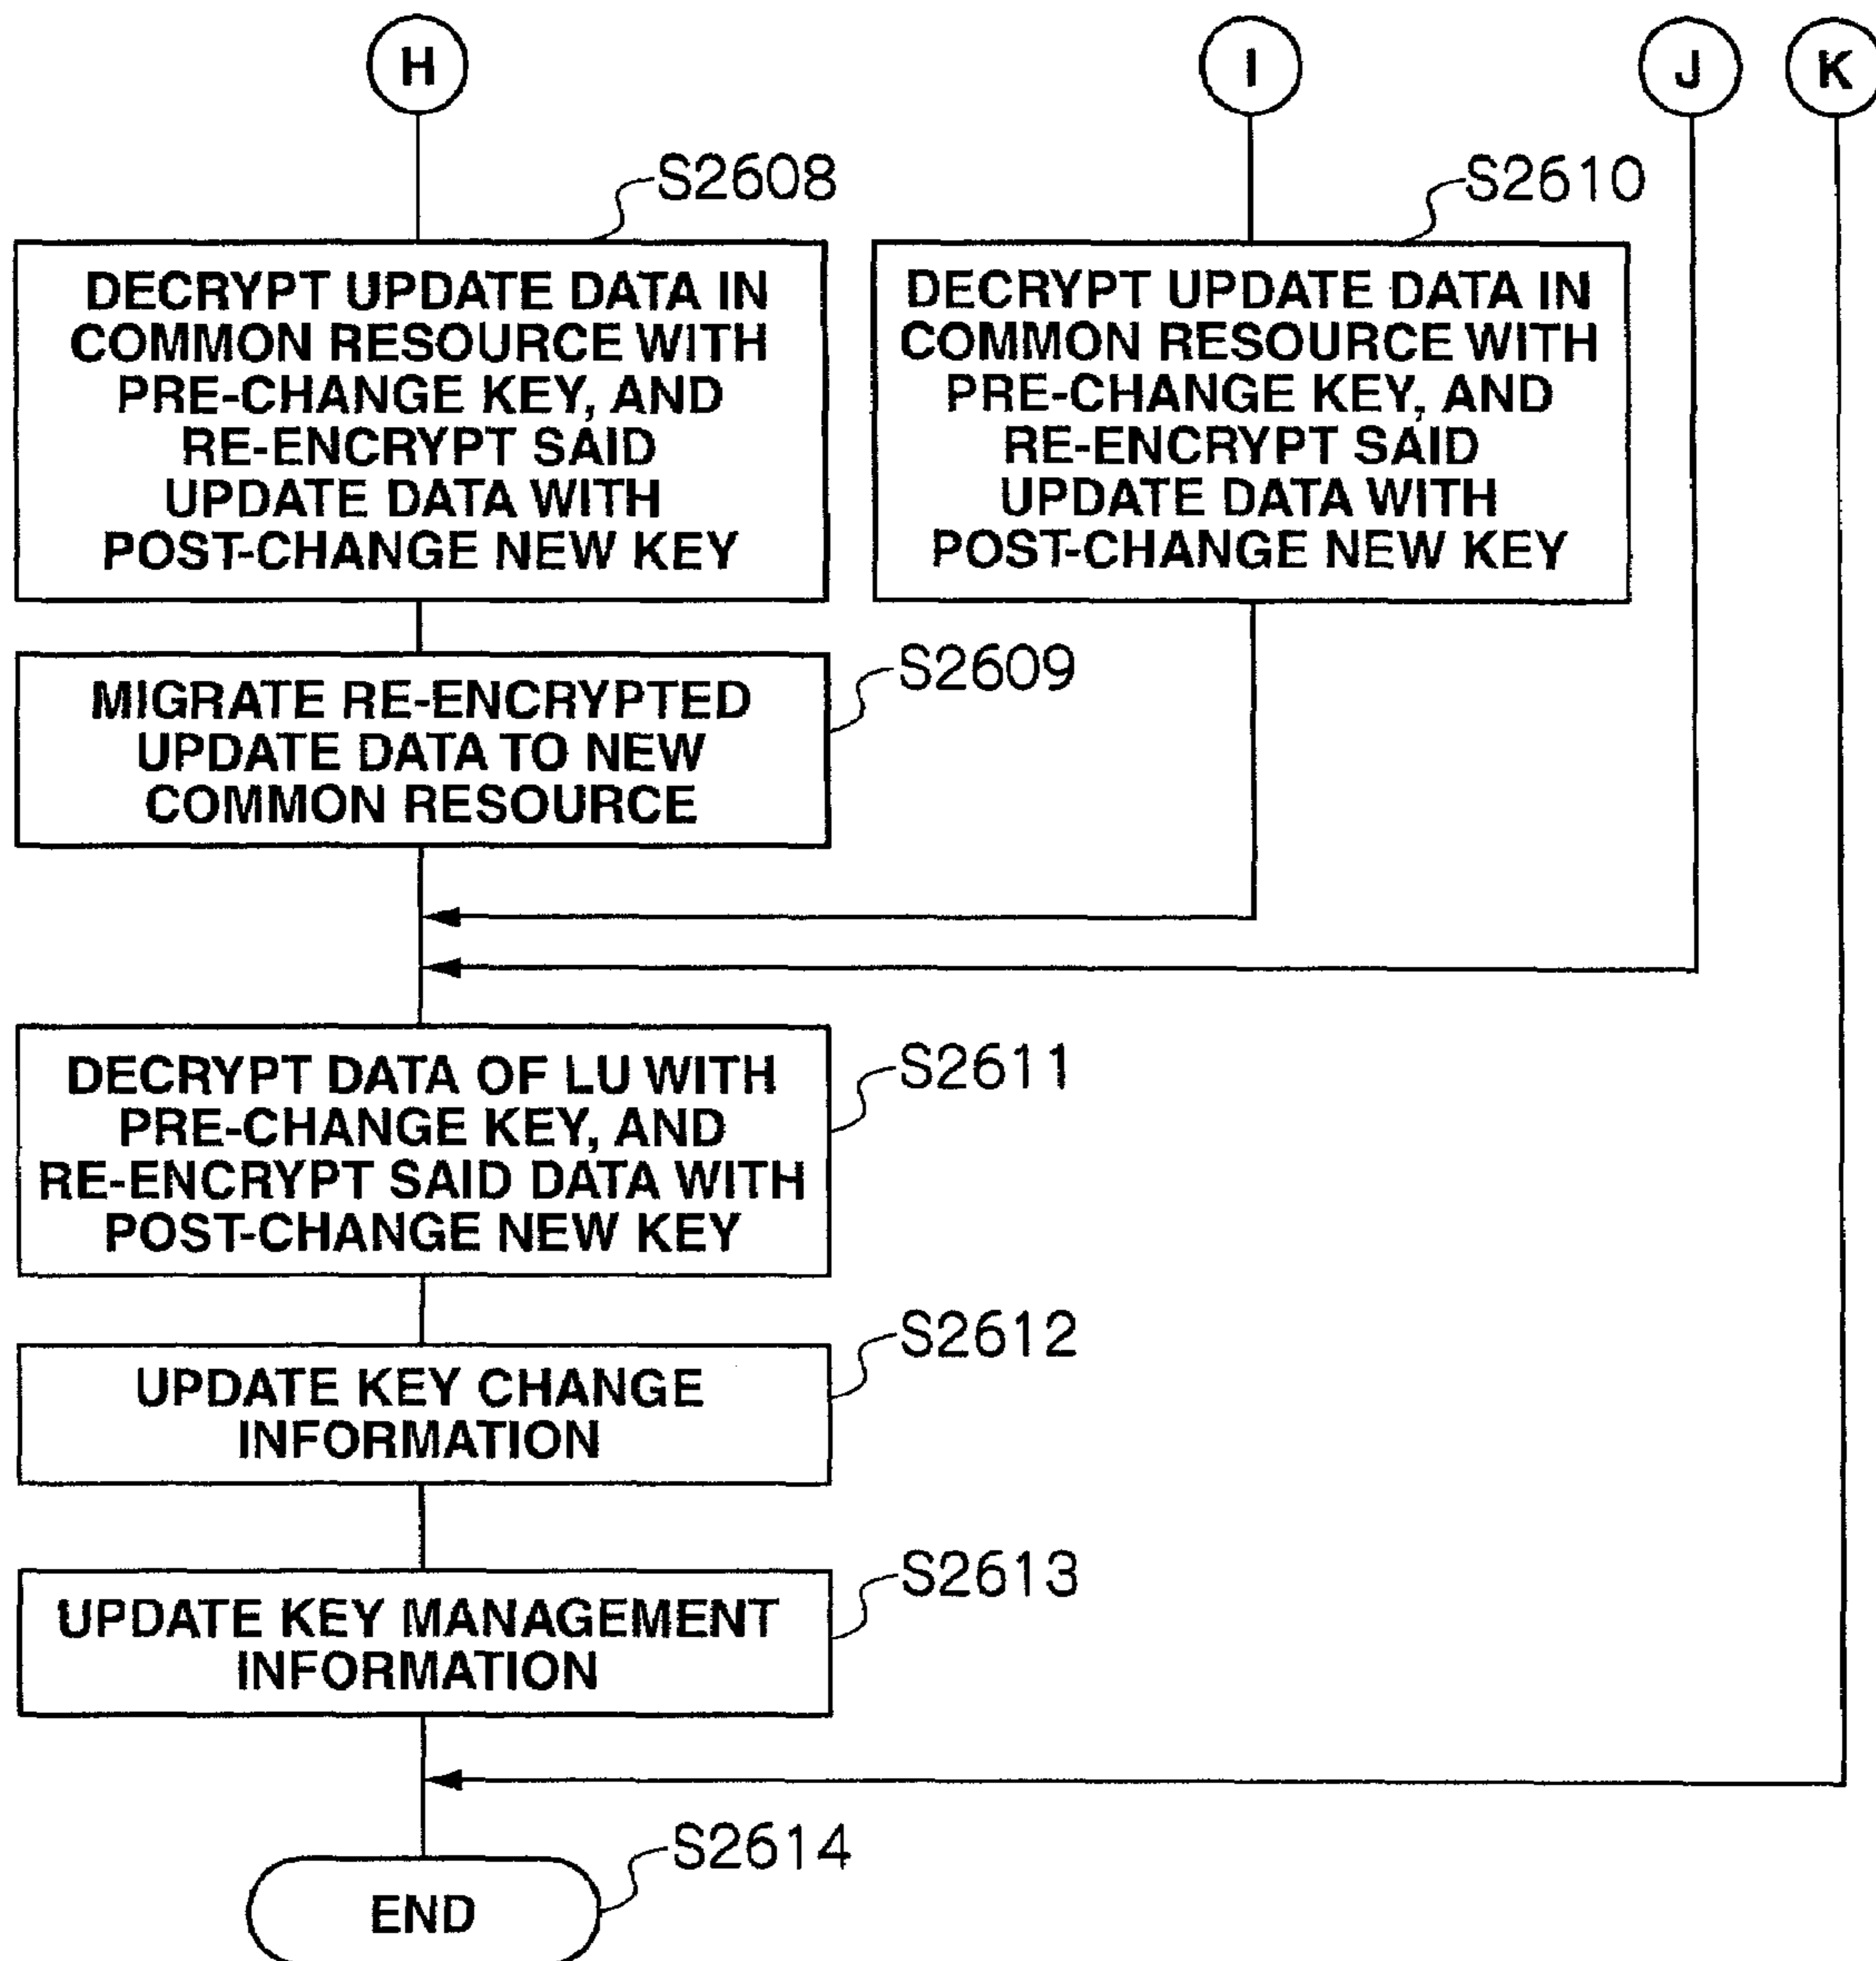 H
I
J
K
S2608
S2610
DECRYPT UPDATE DATA IN
COMMON RESOURCE WITH
PRE-CHANGE KEY, AND
RE-ENCRYPT SAID
UPDATE DATA WITH
POST-CHANGE NEW KEY
DECRYPT UPDATE DATA IN
COMMON RESOURCE WITH
PRE-CHANGE KEY, AND
RE-ENCRYPT SAID
UPDATE DATA WITH
POST-CHANGE NEW KEY
S2609
MIGRATE RE-ENCRYPTED
UPDATE DATA TO NEW
COMMON RESOURCE
S2611
DECRYPT DATA OF LU WITH
PRE-CHANGE KEY, AND
RE-ENCRYPT SAID DATA WITH
POST-CHANGE NEW KEY
S2612
UPDATE KEY CHANGE
INFORMATION
S2613
UPDATE KEY MANAGEMENT
INFORMATION
S2614
END